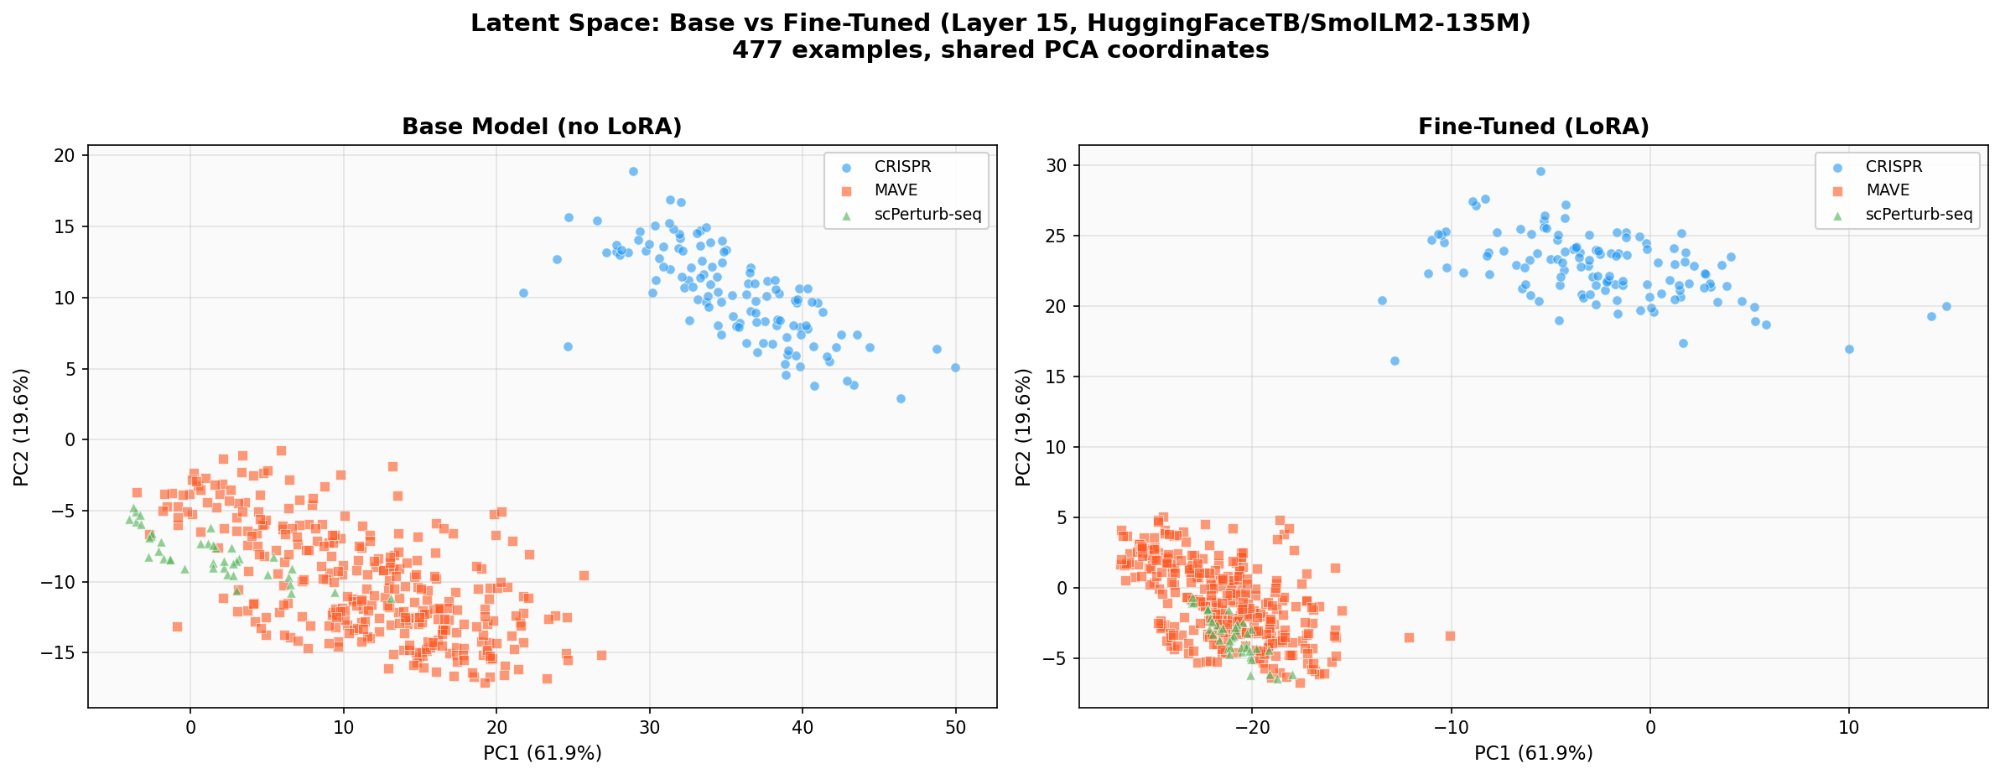 Latent Space: Base vs Fine-Tuned (Layer 15, HuggingFaceTB/SmolLM2-135M)
477 examples, shared PCA coordinates
Base Model (no LoRA)
CRISPR
MAVE
scPerturb-seq
20
15
10
5
0
−5
−10
−15
PC2 (19.6%)
0
10
20
30
40
50
PC1 (61.9%)
Fine-Tuned (LoRA)
CRISPR
MAVE
scPerturb-seq
30
25
20
15
10
5
0
−5
PC2 (19.6%)
−20
−10
0
10
PC1 (61.9%)